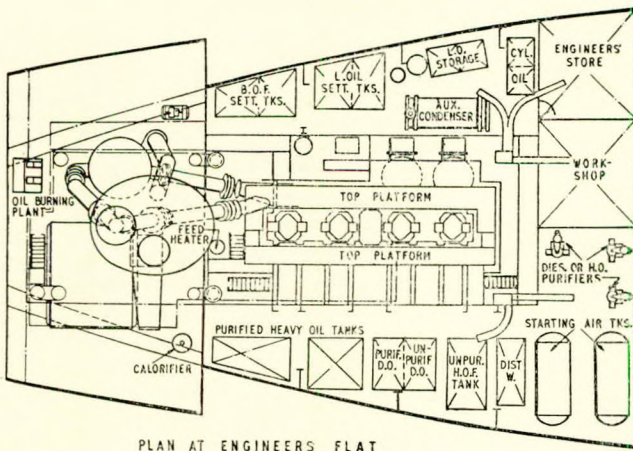 ENGINEERS'
STORE
CYL.
OIL
L.O.
STORAGE
L.OIL
SETT. TKS.
B.O.F.
SETT. TKS.
AUX.
CONDENSER
WORK-
SHOP
OIL BURNING
PLANT
FEED
HEATER
TOP PLATFORM
TOP PLATFORM
DIES. OR H.O.
PURIFIERS
CALORIFIER
PURIFIED HEAVY OIL TANKS
PURIF.
D.O.
UN-
PURIF
D.O.
UNPUR.
H.O.F.
TANK
DIST
W.
STARTING AIR TKS.
PLAN AT ENGINEERS FLAT